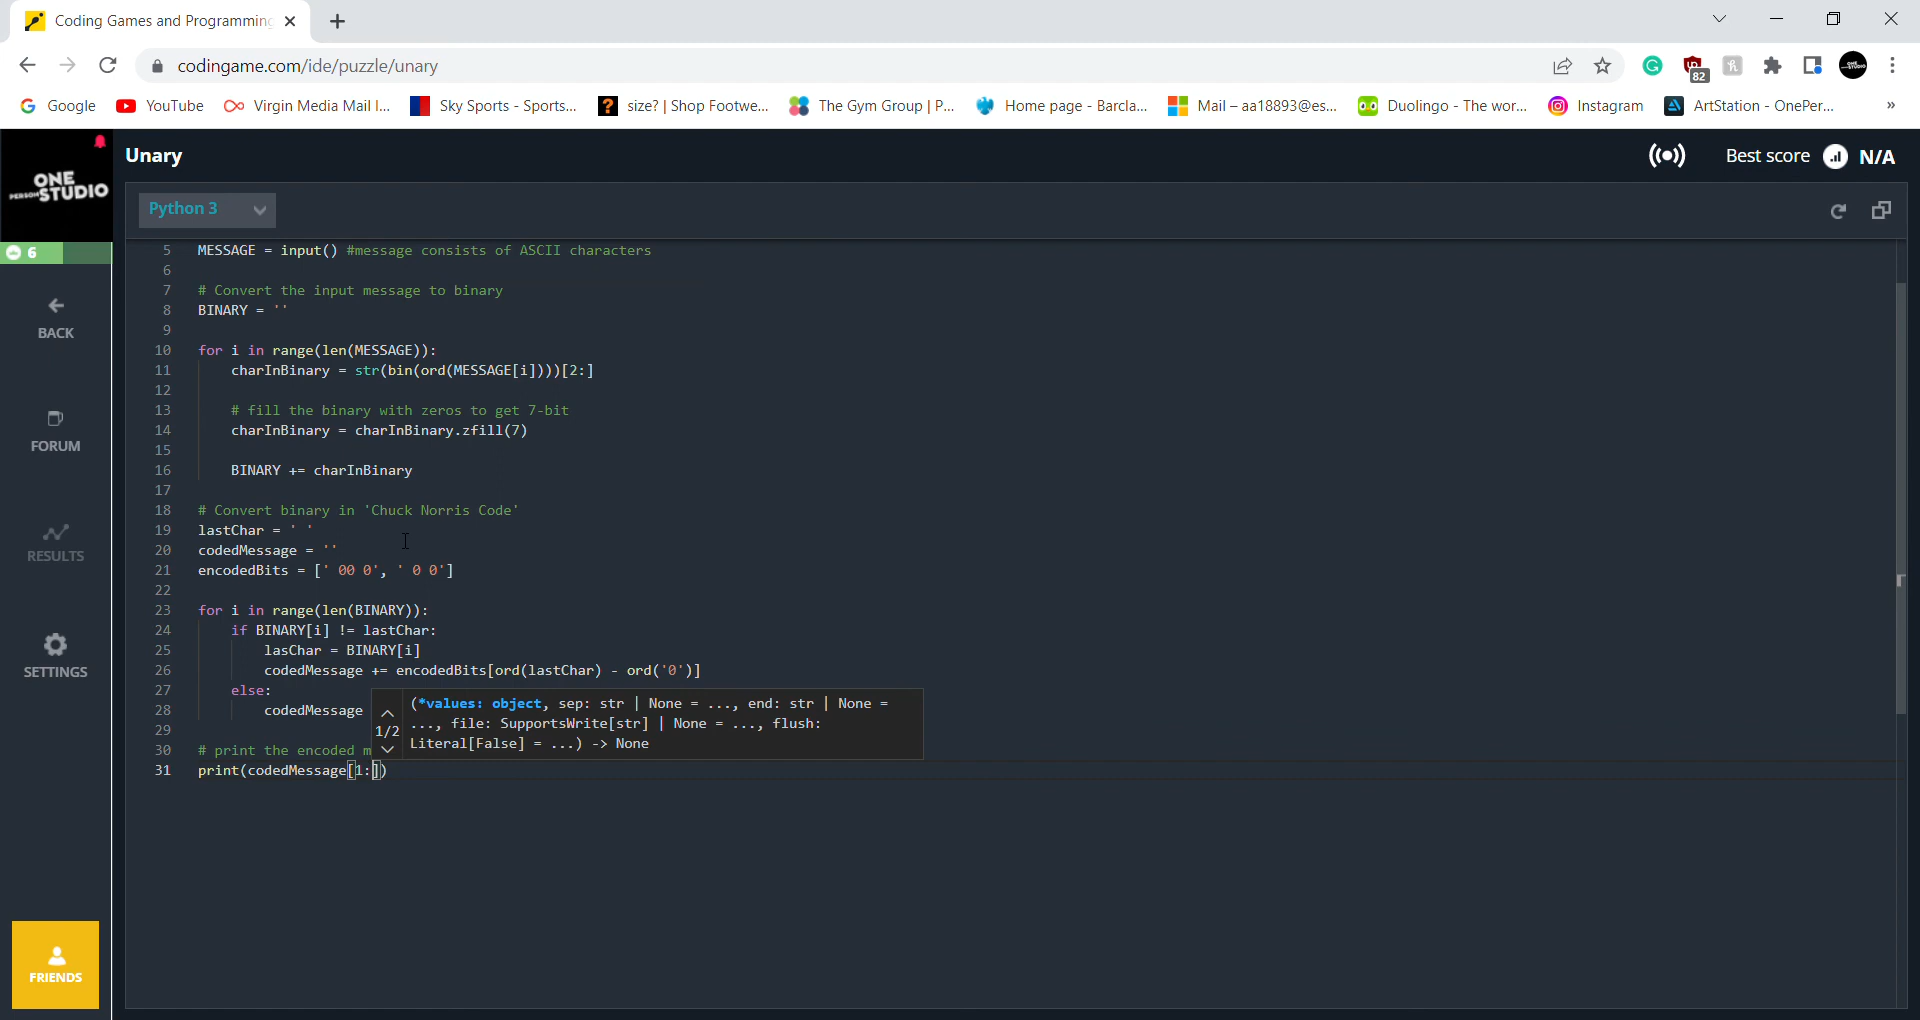 Coding Games and Programming
codingame.com/ide/puzzle/unary
82
Google YouTube Virgin Media Mail I... Sky Sports - Sports... size? | Shop Footwe... The Gym Group | P... Home page - Barcla... Mail – aa18893@es... Duolingo - The wor... Instagram ArtStation - OnePer... »
ONE
PERSON STUDIO
Unary
Best score N/A
Python 3
6
BACK
FORUM
RESULTS
SETTINGS
FRIENDS
5 MESSAGE = input() #message consists of ASCII characters
6
7 # Convert the input message to binary
8 BINARY = ''
9
10 for i in range(len(MESSAGE)):
11 charInBinary = str(bin(ord(MESSAGE[i])))[2:]
12
13 # fill the binary with zeros to get 7-bit
14 charInBinary = charInBinary.zfill(7)
15
16 BINARY += charInBinary
17
18 # Convert binary in 'Chuck Norris Code'
19 lastChar = ' '
20 codedMessage = ''
21 encodedBits = [' 00 0', ' 0 0']
22
23 for i in range(len(BINARY)):
24 if BINARY[i] != lastChar:
25 lasChar = BINARY[i]
26 codedMessage += encodedBits[ord(lastChar) - ord('0')]
27 else:
28 codedMessage
29
30 # print the encoded m
31 print(codedMessage[1:])
1/2
(*values: object, sep: str | None = ..., end: str | None =
..., file: SupportsWrite[str] | None = ..., flush:
Literal[False] = ...) -> None